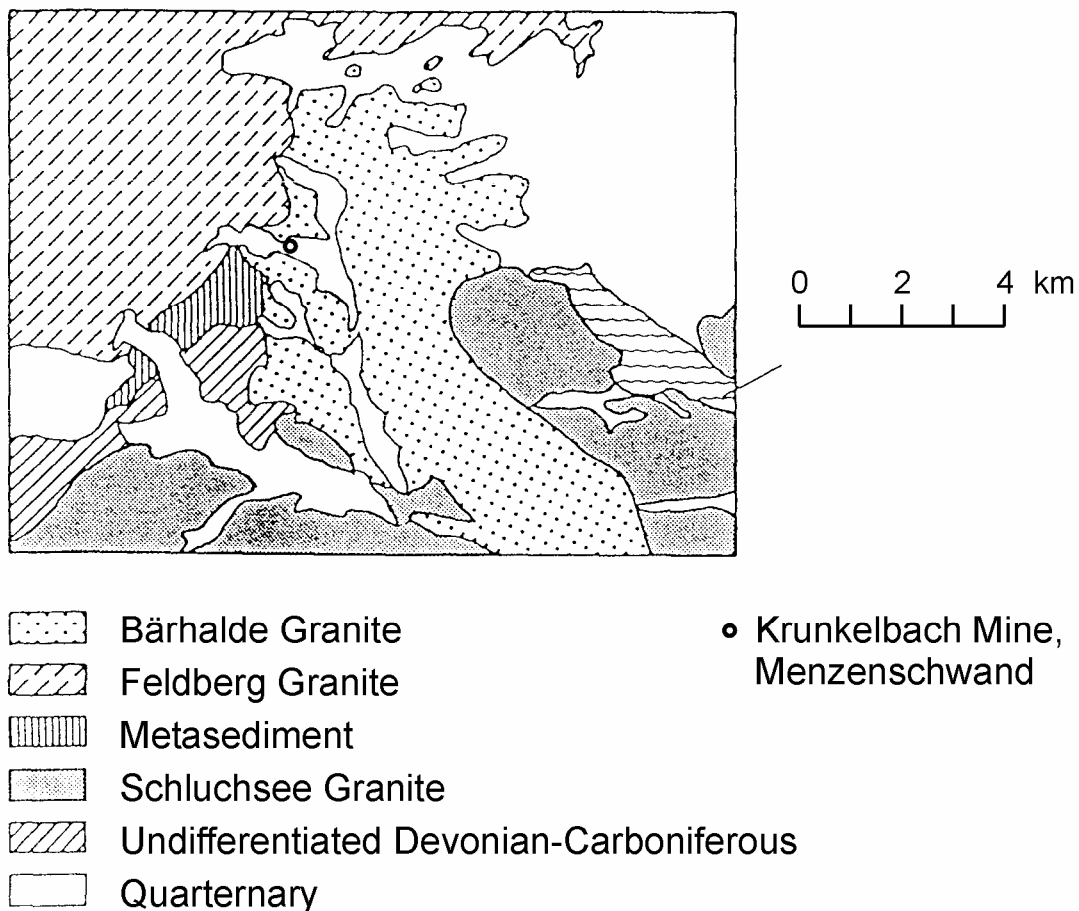 0 2 4 km
Bärhalde Granite
Feldberg Granite
Metasediment
Schluchsee Granite
Undifferentiated Devonian-Carboniferous
Quarternary
Krunkelbach Mine,
Menzenschwand